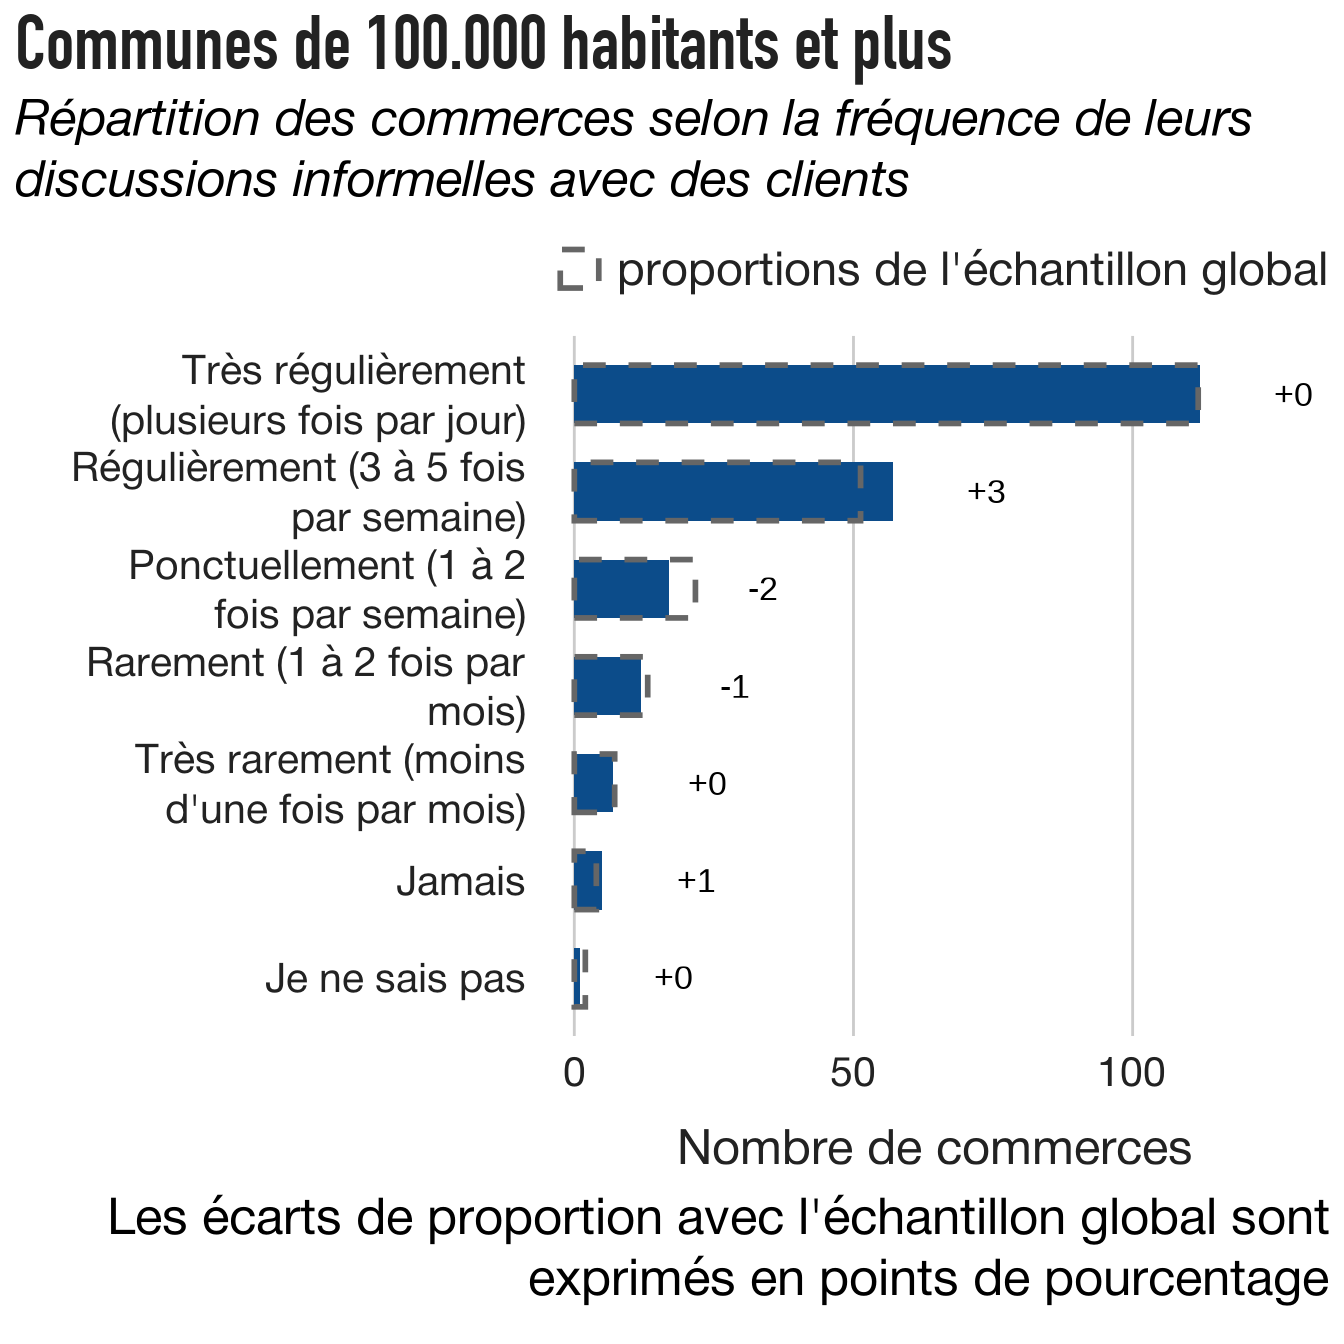 Communes de 100.000 habitants et plus
Répartition des commerces selon la fréquence de leurs
discussions informelles avec des clients
proportions de l'échantillon global
Très régulièrement
(plusieurs fois par jour)
+0
Régulièrement (3 à 5 fois
par semaine)
+3
Ponctuellement (1 à 2
fois par semaine)
-2
Rarement (1 à 2 fois par
mois)
-1
Très rarement (moins
d'une fois par mois)
+0
Jamais
+1
Je ne sais pas
+0
0 50 100
Nombre de commerces
Les écarts de proportion avec l'échantillon global sont
exprimés en points de pourcentage